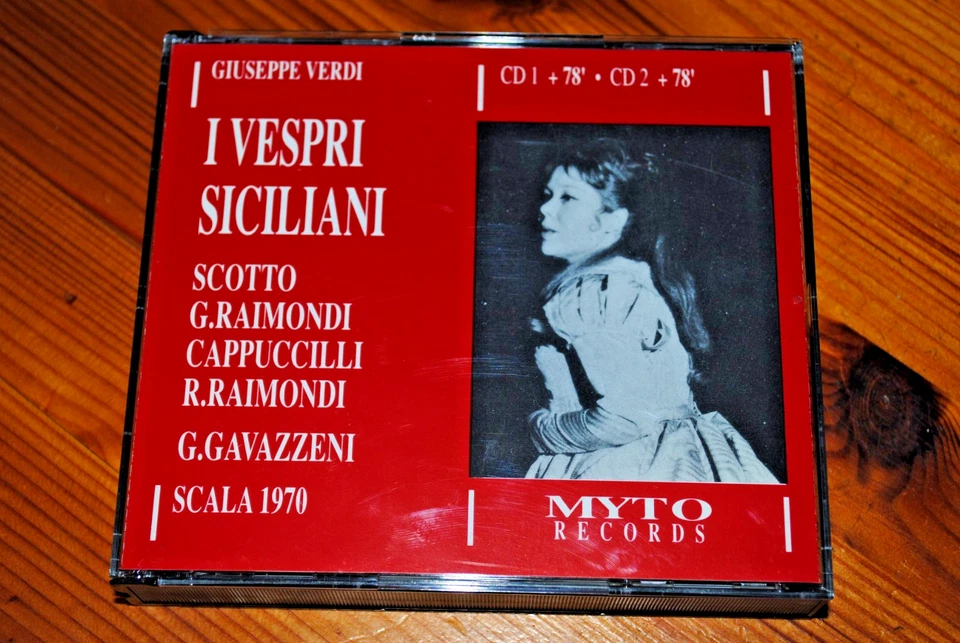 GIUSEPPE VERDI
I VESPRI
SICILIANI
SCOTTO
G.RAIMONDI
CAPPUCCILLI
R.RAIMONDI
G.GAVAZZENI
SCALA 1970
CD 1 + 78' • CD 2 + 78'
MYTO
RECORDS